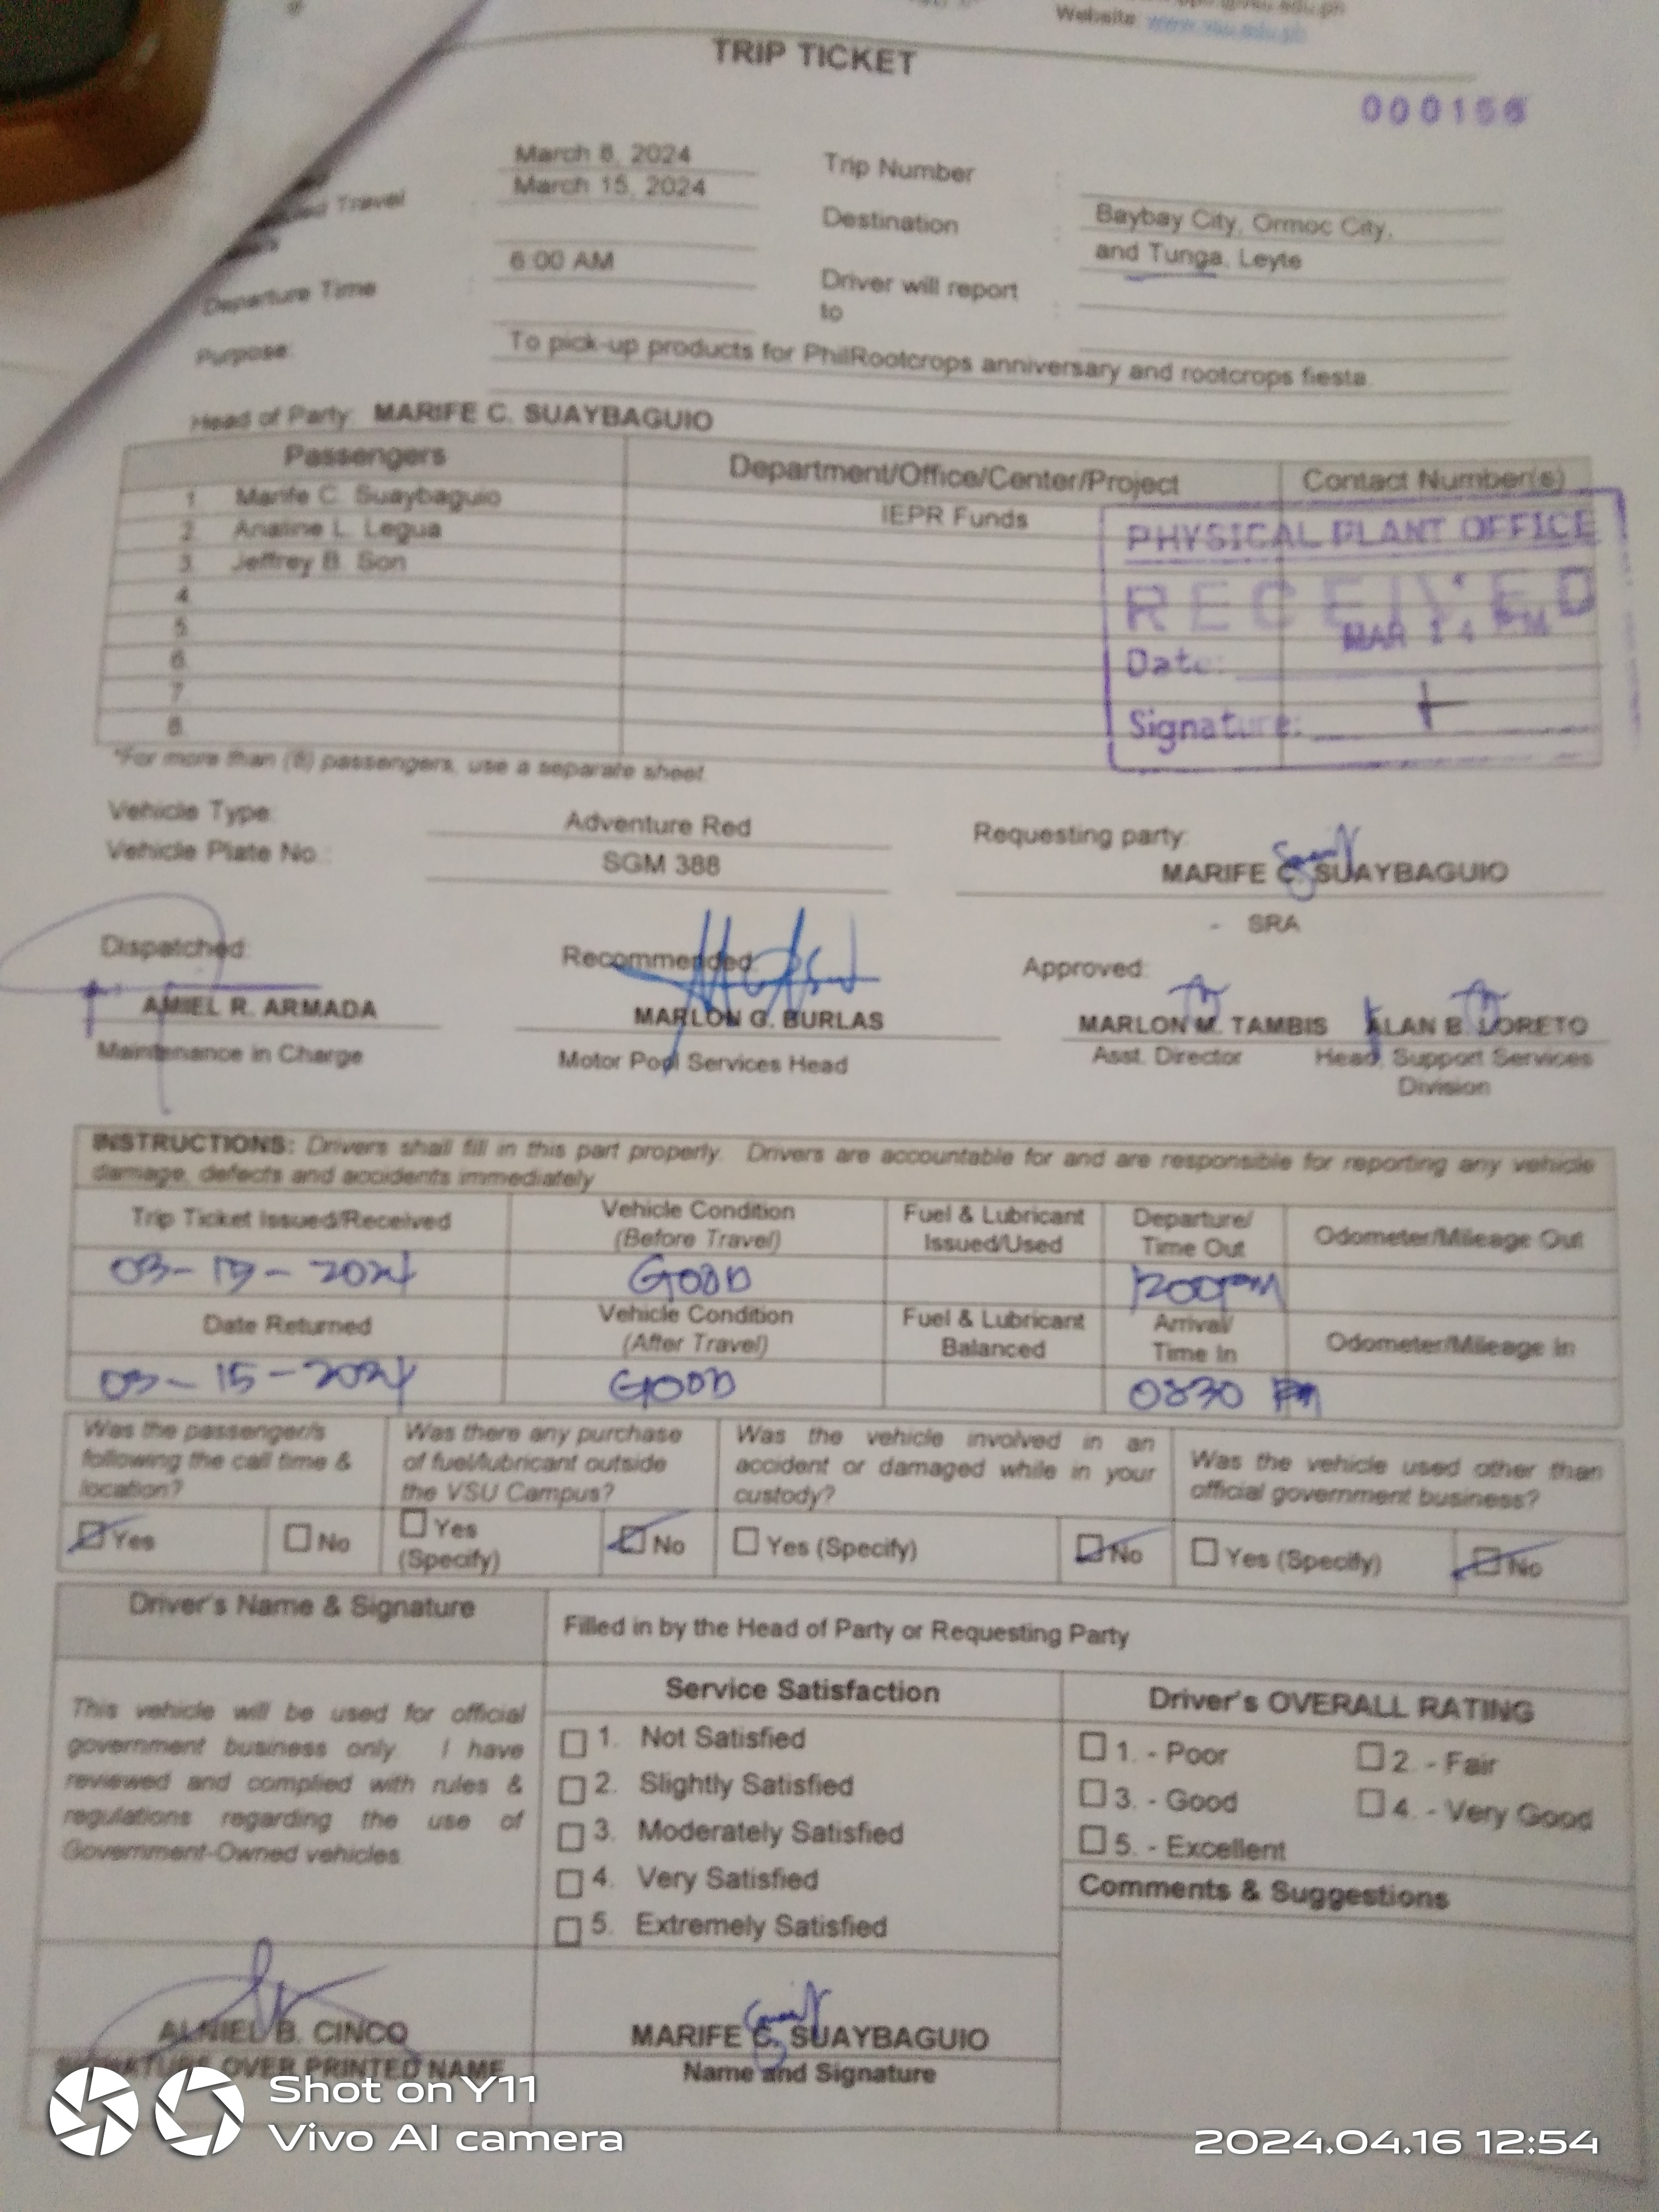 Website: www.vsu.edu.ph
TRIP TICKET
March 8, 2024
Travel March 15, 2024
Trip Number :
Destination : Baybay City, Ormoc City,
and Tunga, Leyte
Departure Time : 6:00 AM
Driver will report
to :
Purpose: To pick-up products for PhilRootcrops anniversary and rootcrops fiesta.
Head of Party: MARIFE C. SUAYBAGUIO
Passengers Department/Office/Center/Project Contact Number(s)
1. Marife C. Suaybaguio IEPR Funds
2. Analine L. Legua
3. Jeffrey B. Son
4.
5.
6.
7.
8.
PHYSICAL PLANT OFFICE
RECEIVED
MAR 14 PM
Date:
Signature:
*For more than (8) passengers, use a separate sheet.
Vehicle Type: Adventure Red
Vehicle Plate No.: SGM 388
Requesting party:
MARIFE C. SUAYBAGUIO
- SRA
Dispatched: Recommended: Approved:
AMIEL R. ARMADA MARLON G. BURLAS MARLON M. TAMBIS ALAN B. LORETO
Maintenance in Charge Motor Pool Services Head Asst. Director Head, Support Services
Division
INSTRUCTIONS: Drivers shall fill in this part properly. Drivers are accountable for and are responsible for reporting any vehicle
damage, defects and accidents immediately
Trip Ticket Issued/Received Vehicle Condition (Before Travel) Fuel & Lubricant Issued/Used Departure/ Time Out Odometer/Mileage Out
2024 GOOD 1200pm
Date Returned Vehicle Condition (After Travel) Fuel & Lubricant Balanced Arrival/ Time In Odometer/Mileage In
03-15-2024 GOOD 0830 PM
Was the passenger/s
following the call time &
location?
Yes No
Was there any purchase
of fuel/lubricant outside
the VSU Campus?
Yes (Specify) No
Was the vehicle involved in an
accident or damaged while in your
custody?
Yes (Specify) No
Was the vehicle used other than
official government business?
Yes (Specify) No
Driver's Name & Signature
Filled in by the Head of Party or Requesting Party
This vehicle will be used for official
government business only. I have
reviewed and complied with rules &
regulations regarding the use of
Government-Owned vehicles
Service Satisfaction
1. Not Satisfied
2. Slightly Satisfied
3. Moderately Satisfied
4. Very Satisfied
5. Extremely Satisfied
Driver's OVERALL RATING
1. - Poor 2. - Fair
3. - Good 4. - Very Good
5. - Excellent
Comments & Suggestions
ALNIEL B. CINCO
SIGNATURE OVER PRINTED NAME
MARIFE C. SUAYBAGUIO
Name and Signature
Shot on Y11
Vivo AI camera
2024.04.16 12:54